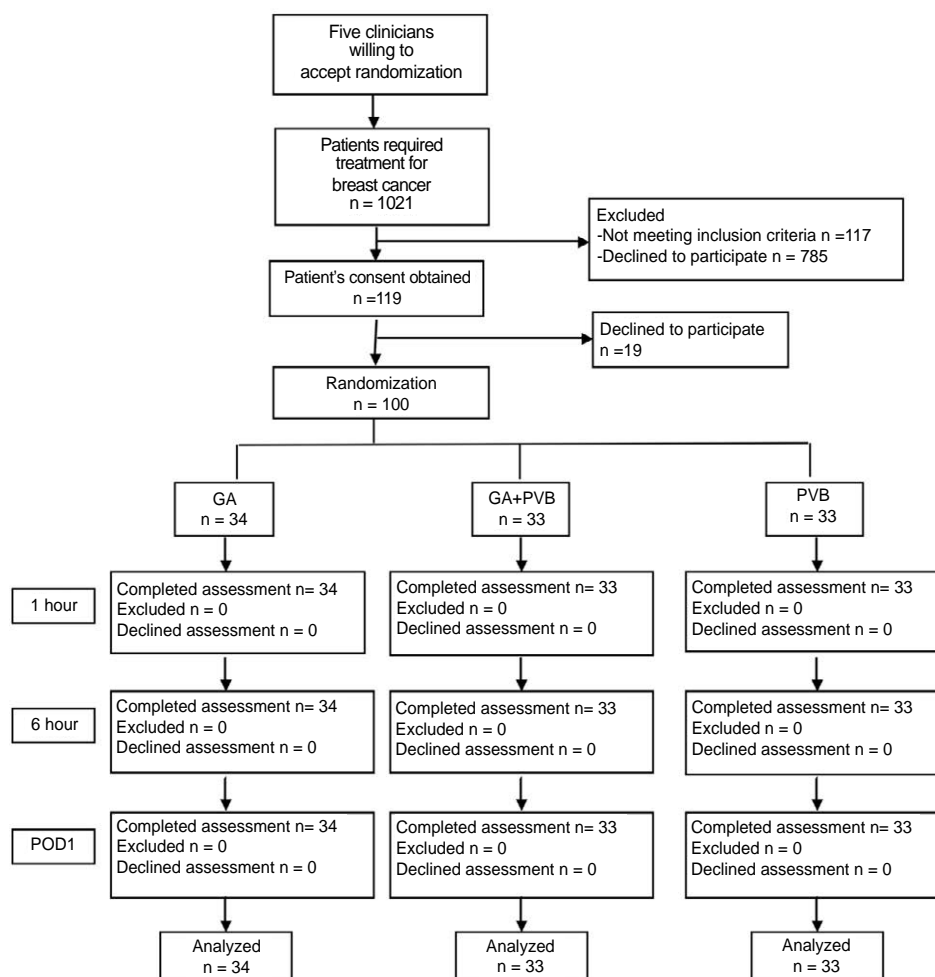 Five clinicians
willing to
accept randomization
Patients required
treatment for
breast cancer
n = 1021
Excluded
-Not meeting inclusion criteria n =117
-Declined to participate n = 785
Patient's consent obtained
n =119
Declined to participate
n =19
Randomization
n = 100
GA
n = 34
GA+PVB
n = 33
PVB
n = 33
1 hour
Completed assessment n= 34
Excluded n = 0
Declined assessment n = 0
Completed assessment n= 33
Excluded n = 0
Declined assessment n = 0
Completed assessment n= 33
Excluded n = 0
Declined assessment n = 0
6 hour
Completed assessment n= 34
Excluded n = 0
Declined assessment n = 0
Completed assessment n= 33
Excluded n = 0
Declined assessment n = 0
Completed assessment n= 33
Excluded n = 0
Declined assessment n = 0
POD1
Completed assessment n= 34
Excluded n = 0
Declined assessment n = 0
Completed assessment n= 33
Excluded n = 0
Declined assessment n = 0
Completed assessment n= 33
Excluded n = 0
Declined assessment n = 0
Analyzed
n = 34
Analyzed
n = 33
Analyzed
n = 33